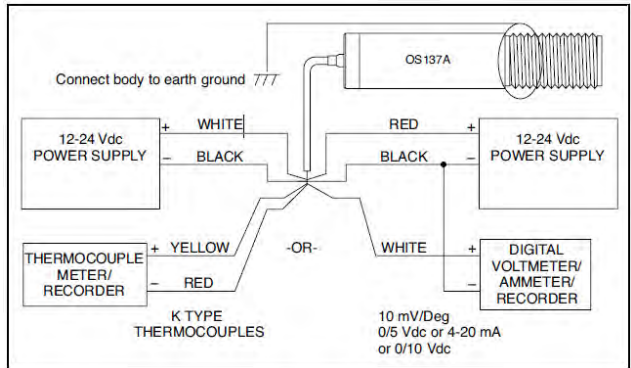 OS137A
Connect body to earth ground
12-24 Vdc
POWER SUPPLY
+ WHITE
– BLACK
RED +
BLACK –
12-24 Vdc
POWER SUPPLY
THERMOCOUPLE
METER/
RECORDER
+ YELLOW
– RED
-OR-
WHITE +
–
DIGITAL
VOLTMETER/
AMMETER/
RECORDER
K TYPE
THERMOCOUPLES
10 mV/Deg
0/5 Vdc or 4-20 mA
or 0/10 Vdc